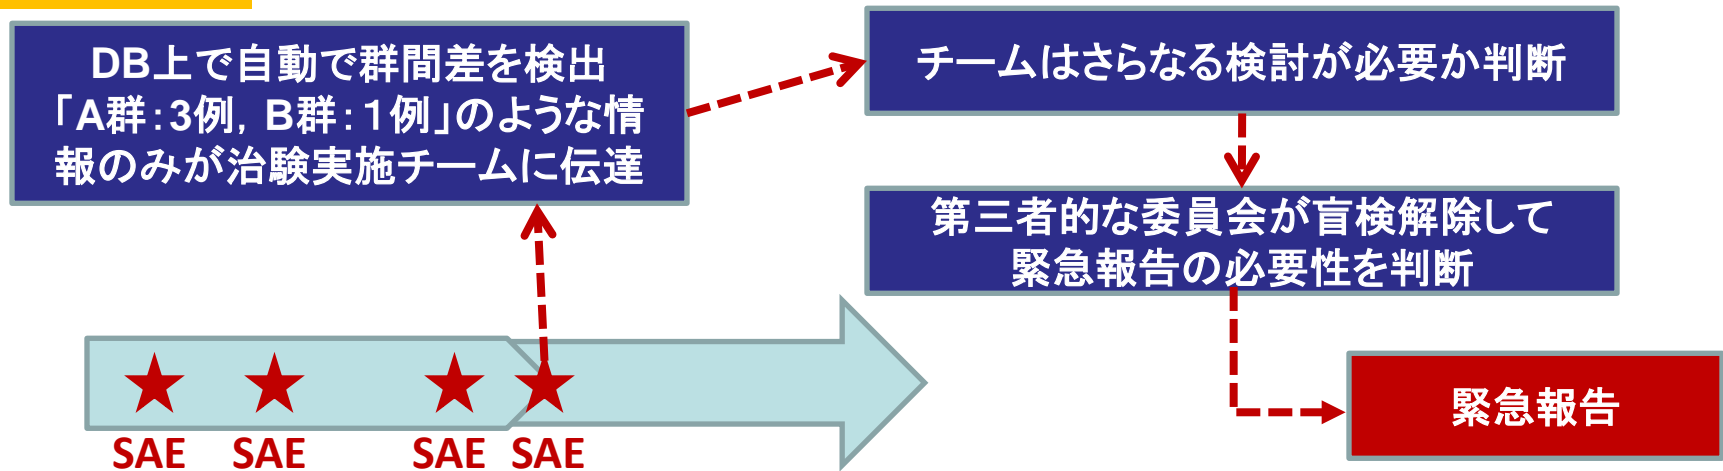 DB上で自動で群間差を検出
「A群：3例，B群：１例」のような情
報のみが治験実施チームに伝達
チームはさらなる検討が必要か判断
第三者的な委員会が盲検解除して
緊急報告の必要性を判断
緊急報告
SAE SAE SAE SAE